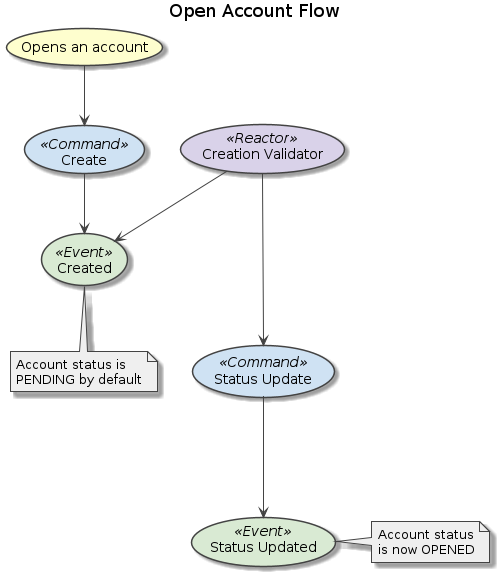 Open Account Flow
Opens an account
«Command»
Create
«Reactor»
Creation Validator
«Event»
Created
Account status is
PENDING by default
«Command»
Status Update
«Event»
Status Updated
Account status
is now OPENED